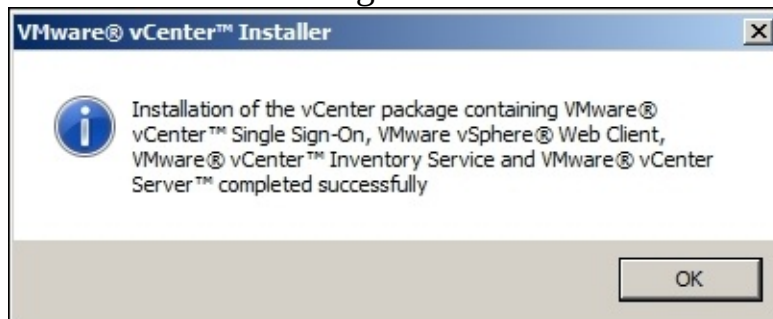 VMware® vCenter™ Installer
Installation of the vCenter package containing VMware®
vCenter™ Single Sign-On, VMware vSphere® Web Client,
VMware® vCenter™ Inventory Service and VMware® vCenter
Server™ completed successfully
OK